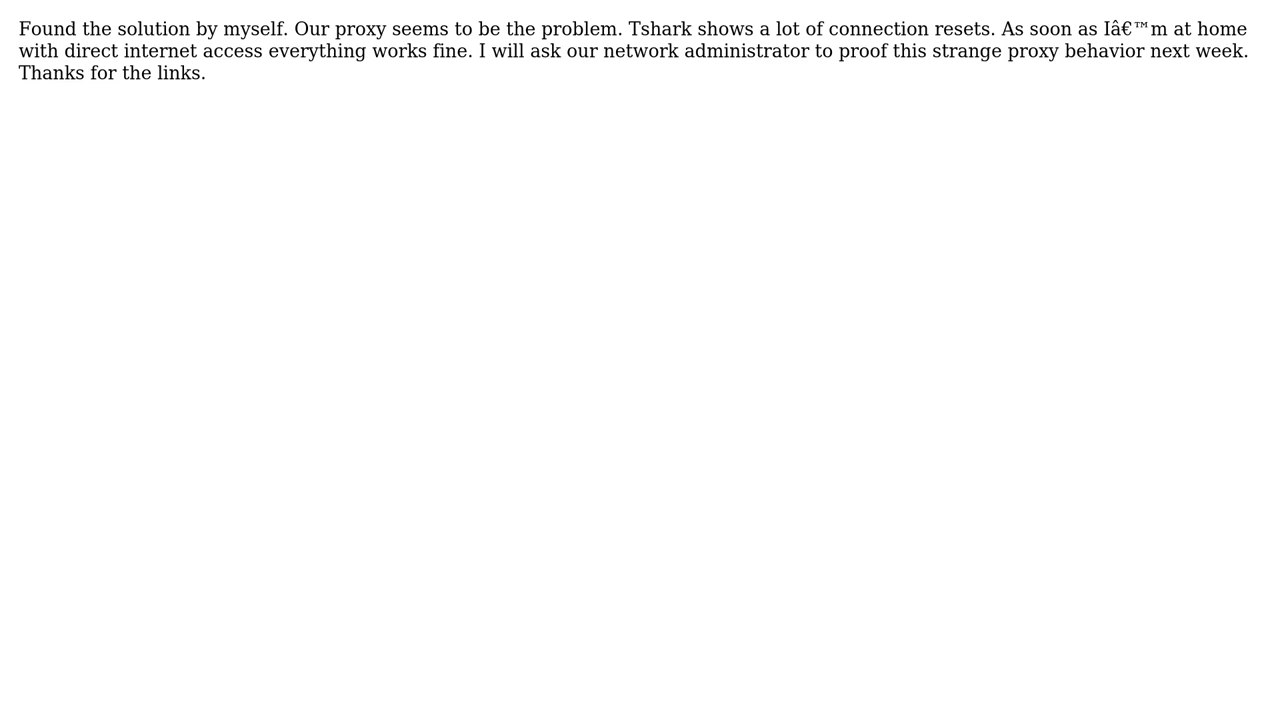 Found the solution by myself. Our proxy seems to be the problem. Tshark shows a lot of connection resets. As soon as Iâ€™m at home
with direct internet access everything works fine. I will ask our network administrator to proof this strange proxy behavior next week.
Thanks for the links.